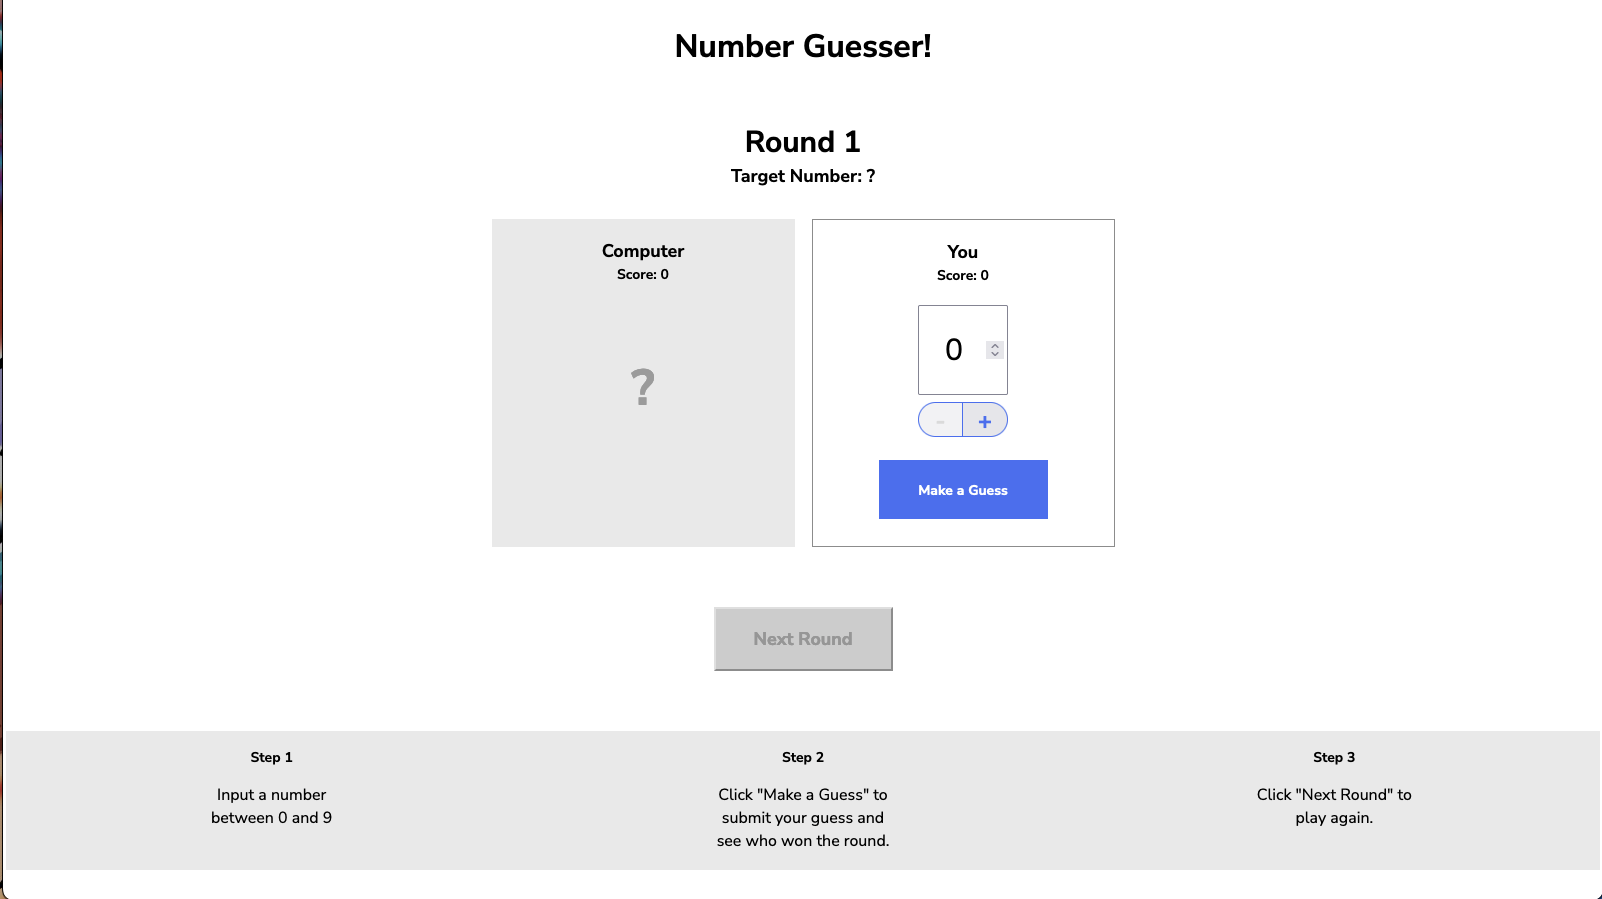 Number Guesser!
Round 1
Target Number: ?
Computer
Score: 0
?
You
Score: 0
0
- +
Make a Guess
Next Round
Step 1
Input a number
between 0 and 9
Step 2
Click "Make a Guess" to
submit your guess and
see who won the round.
Step 3
Click "Next Round" to
play again.